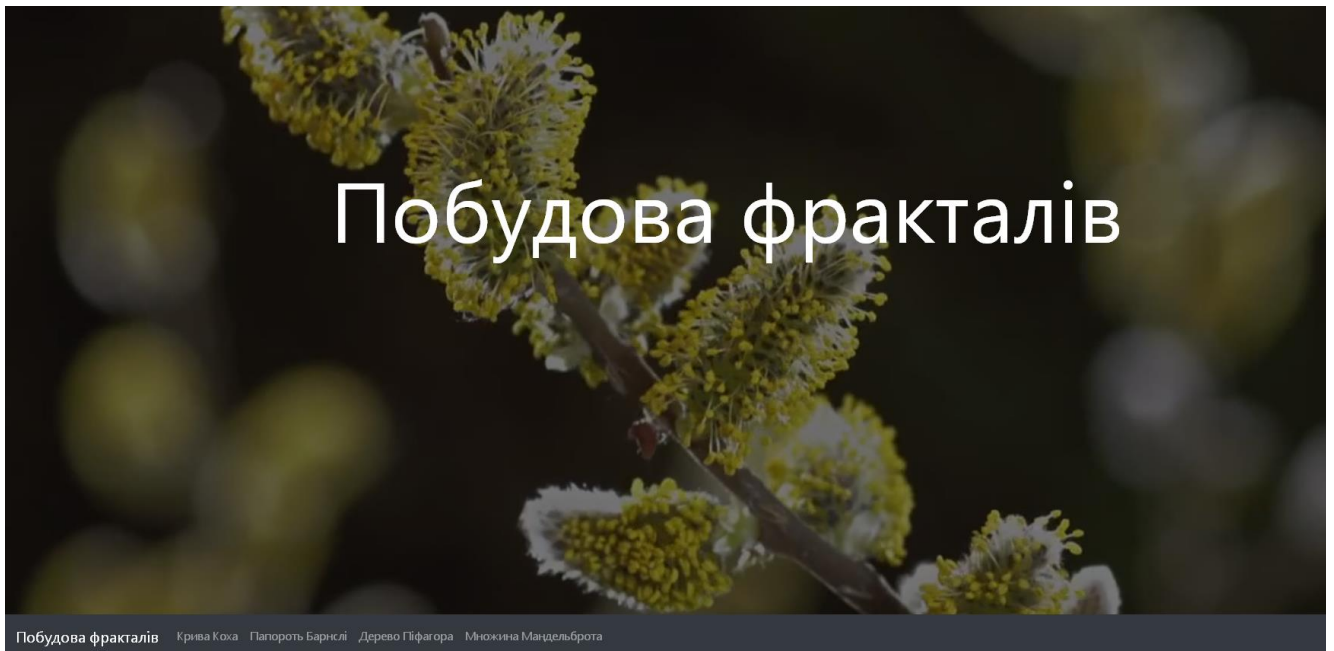 Побудова фракталів
Побудова фракталів Крива Коха Папороть Барнслі Дерево Піфагора Множина Мандельброта